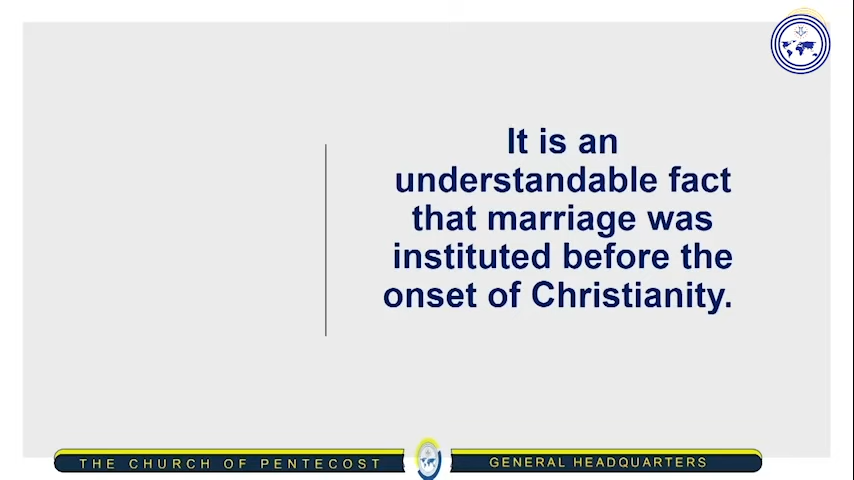 It is an
understandable fact
that marriage was
instituted before the
onset of Christianity.
THE CHURCH OF PENTECOST
GENERAL HEADQUARTERS